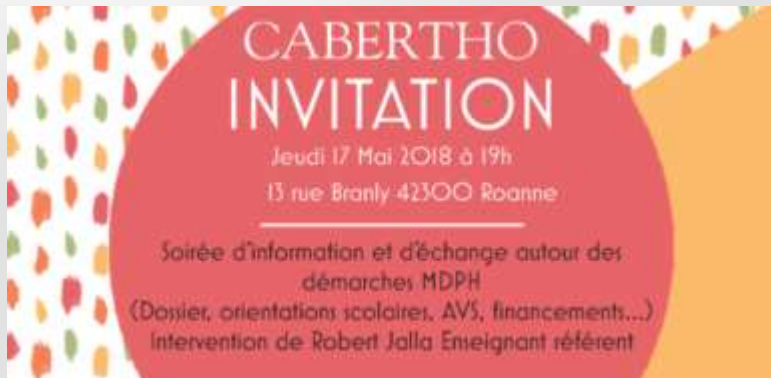 CABERTHO
INVITATION
Jeudi 17 Mai 2018 à 19h
13 rue Branly 42300 Roanne
Soirée d'information et d'échange autour des
démarches MDPH
(Dossier, orientations scolaires, AVS, financements...)
Intervention de Robert Jalla Enseignant référent